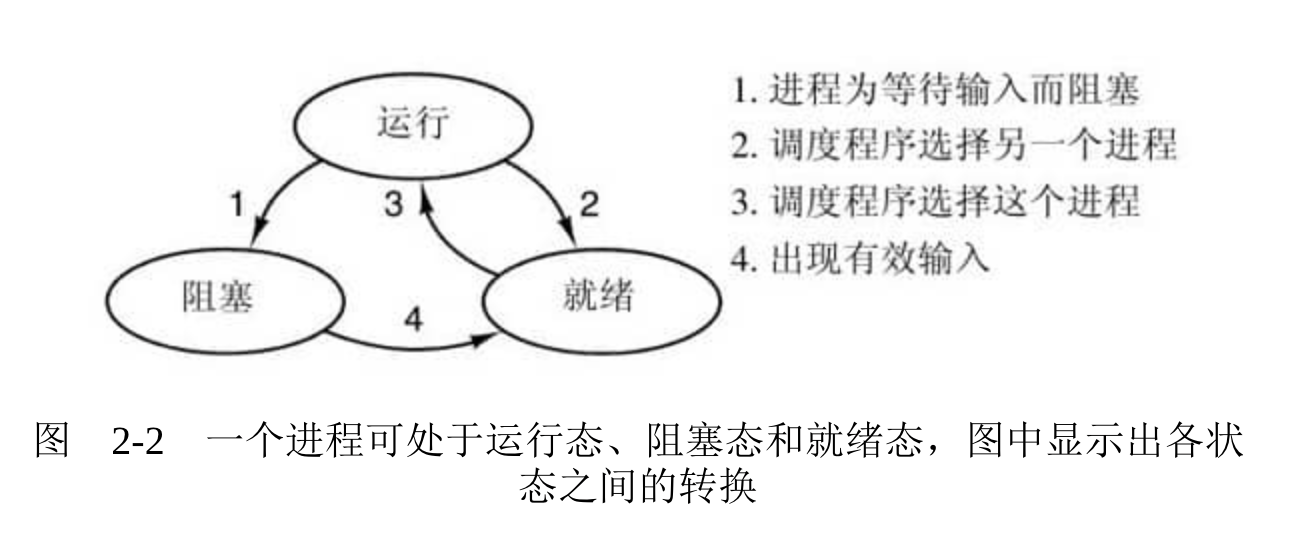 运行
1
3
2
阻塞
就绪
4
1. 进程为等待输入而阻塞
2. 调度程序选择另一个进程
3. 调度程序选择这个进程
4. 出现有效输入
图 2-2 一个进程可处于运行态、阻塞态和就绪态，图中显示出各状
态之间的转换